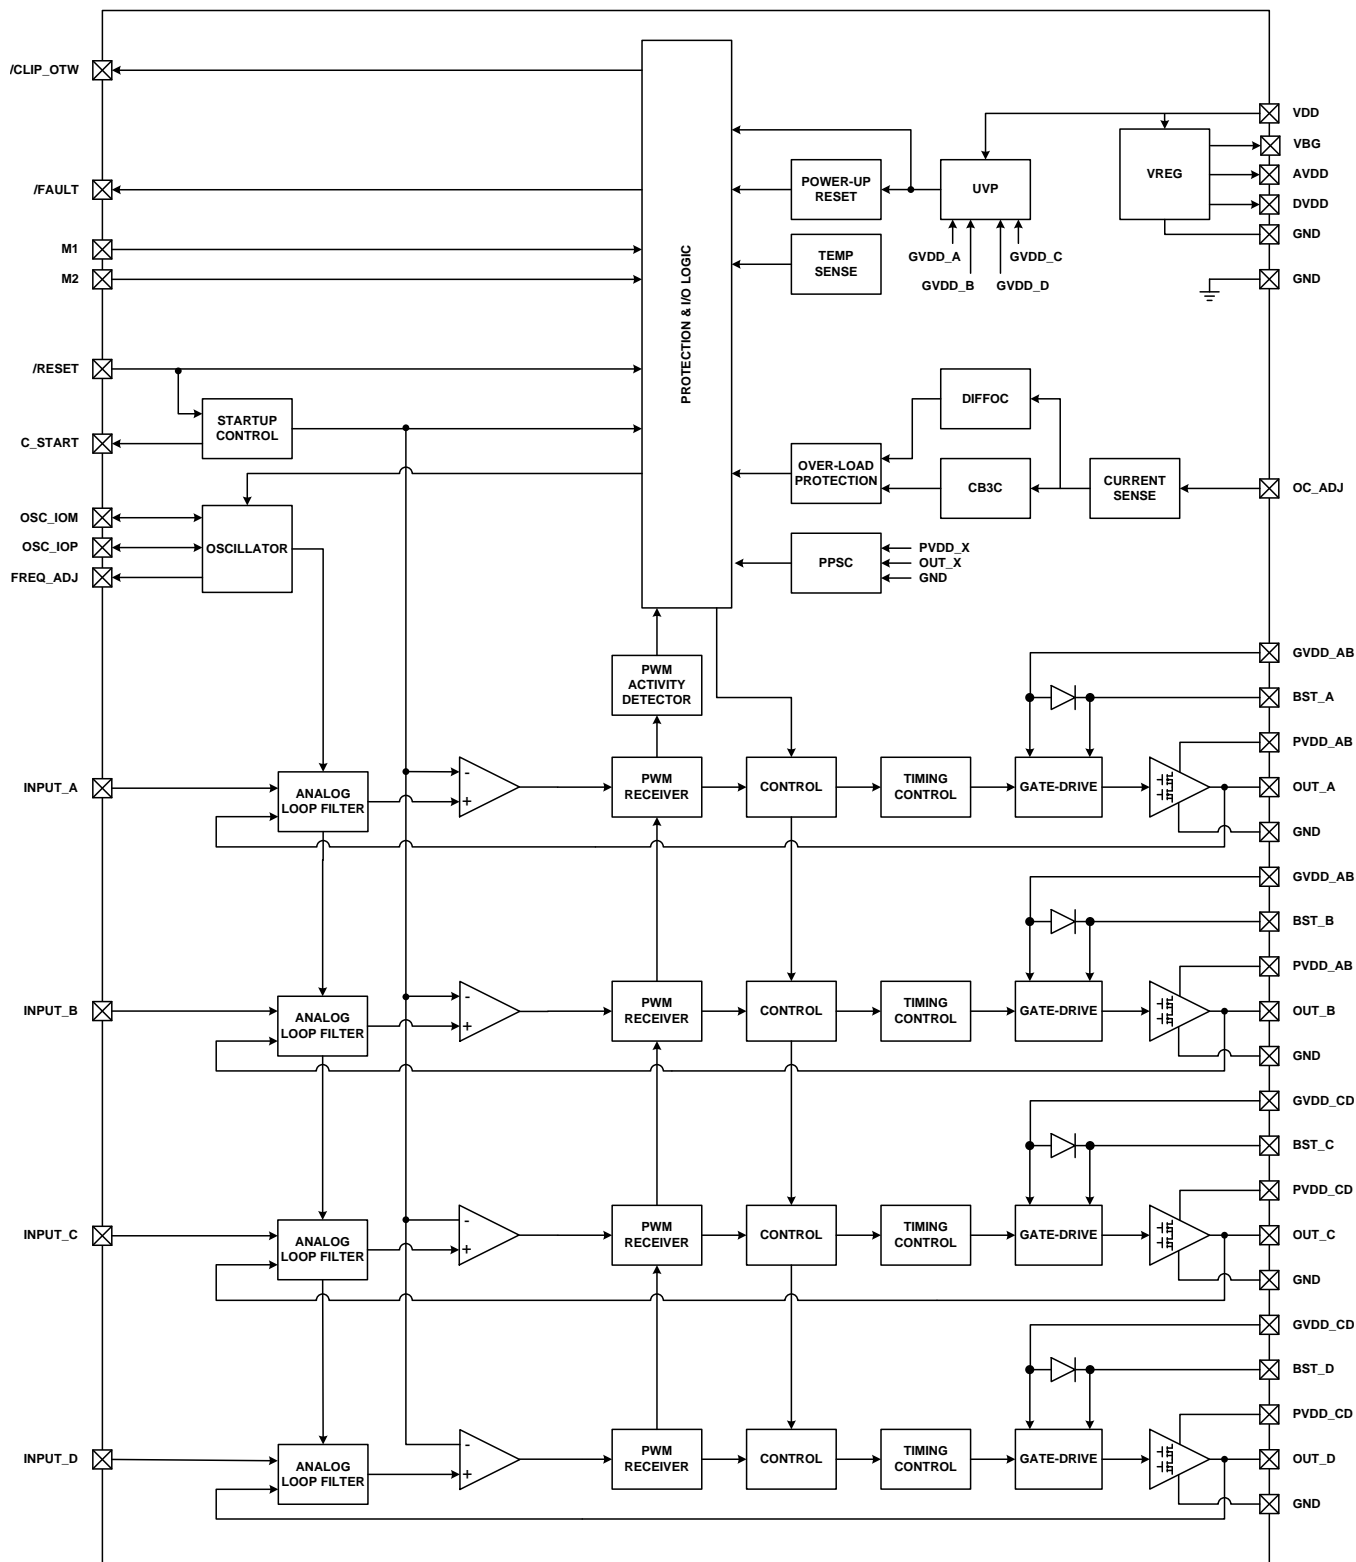 /CLIP_OTW
/FAULT
M1
M2
/RESET
C_START
OSC_IOM
OSC_IOP
FREQ_ADJ
STARTUP
CONTROL
OSCILLATOR
PROTECTION & I/O LOGIC
POWER-UP
RESET
UVP
VREG
TEMP
SENSE
GVDD_A
GVDD_C
GVDD_B
GVDD_D
VDD
VBG
AVDD
DVDD
GND
GND
DIFFOC
OVER-LOAD
PROTECTION
CB3C
CURRENT
SENSE
OC_ADJ
PPSC
PVDD_X
OUT_X
GND
PWM
ACTIVITY
DETECTOR
GVDD_AB
BST_A
PVDD_AB
INPUT_A
ANALOG
LOOP FILTER
-
+
PWM
RECEIVER
CONTROL
TIMING
CONTROL
GATE-DRIVE
OUT_A
GND
GVDD_AB
BST_B
PVDD_AB
INPUT_B
ANALOG
LOOP FILTER
-
+
PWM
RECEIVER
CONTROL
TIMING
CONTROL
GATE-DRIVE
OUT_B
GND
GVDD_CD
BST_C
PVDD_CD
INPUT_C
ANALOG
LOOP FILTER
-
+
PWM
RECEIVER
CONTROL
TIMING
CONTROL
GATE-DRIVE
OUT_C
GND
GVDD_CD
BST_D
PVDD_CD
INPUT_D
ANALOG
LOOP FILTER
-
+
PWM
RECEIVER
CONTROL
TIMING
CONTROL
GATE-DRIVE
OUT_D
GND